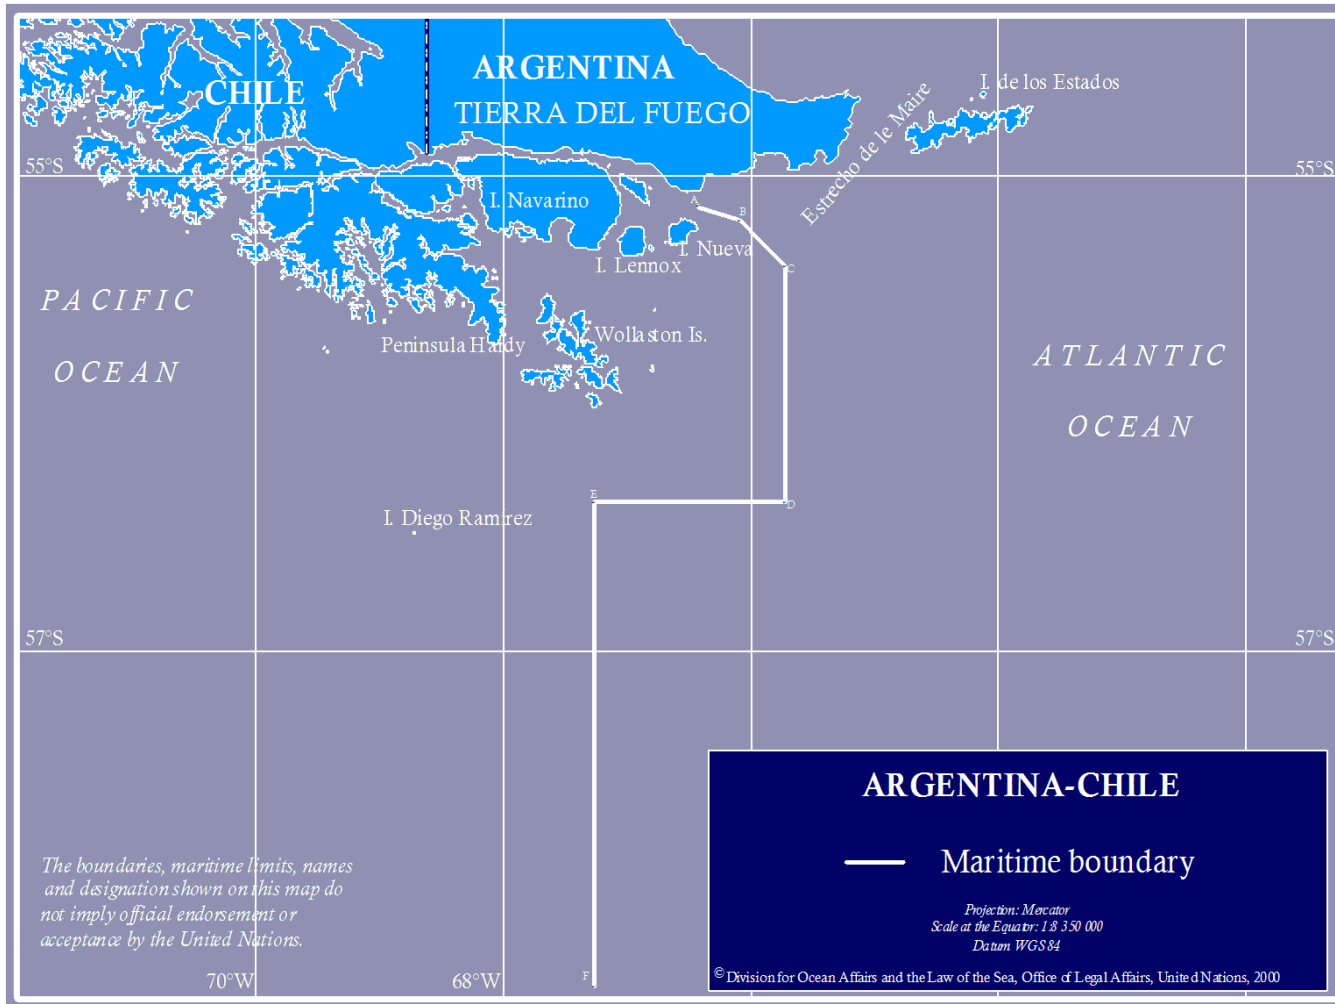 ARGENTINA
TIERRA DEL FUEGO
CHILE
I. de los Estados
Estrecho de le Maire
55°S
55°S
I. Navarino
A
B
I. Nueva
I. Lennox
C
PACIFIC
OCEAN
Wollaston Is.
Peninsula Hardy
ATLANTIC
OCEAN
E
D
I. Diego Ramirez
57°S
57°S
ARGENTINA-CHILE
Maritime boundary
Projection: Mercator
Scale at the Equator: 1:8 350 000
Datum WGS84
© Division for Ocean Affairs and the Law of the Sea, Office of Legal Affairs, United Nations, 2000
The boundaries, maritime limits, names
and designation shown on this map do
not imply official endorsement or
acceptance by the United Nations.
70°W
68°W
F